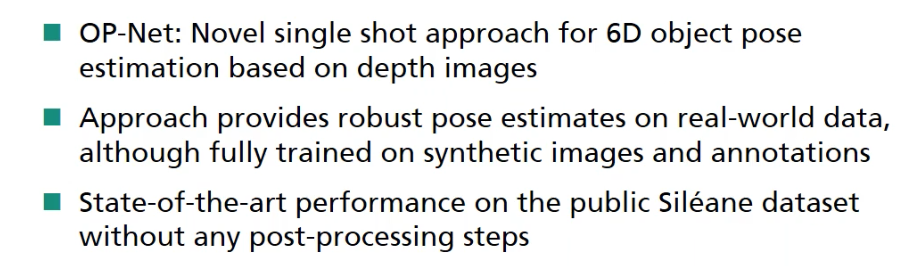 OP-Net: Novel single shot approach for 6D object pose
estimation based on depth images
Approach provides robust pose estimates on real-world data,
although fully trained on synthetic images and annotations
State-of-the-art performance on the public Siléane dataset
without any post-processing steps